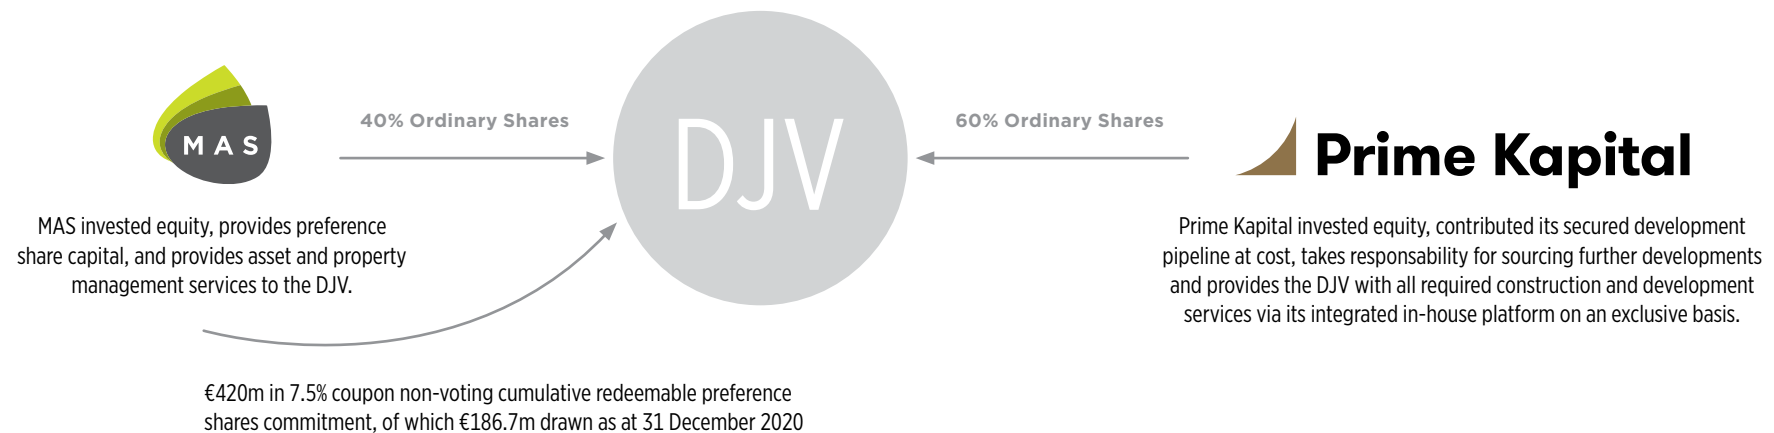 MAS
40% Ordinary Shares
DJV
60% Ordinary Shares
Prime Kapital
MAS invested equity, provides preference
share capital, and provides asset and property
management services to the DJV.
Prime Kapital invested equity, contributed its secured development
pipeline at cost, takes responsability for sourcing further developments
and provides the DJV with all required construction and development
services via its integrated in-house platform on an exclusive basis.
€420m in 7.5% coupon non-voting cumulative redeemable preference
shares commitment, of which €186.7m drawn as at 31 December 2020